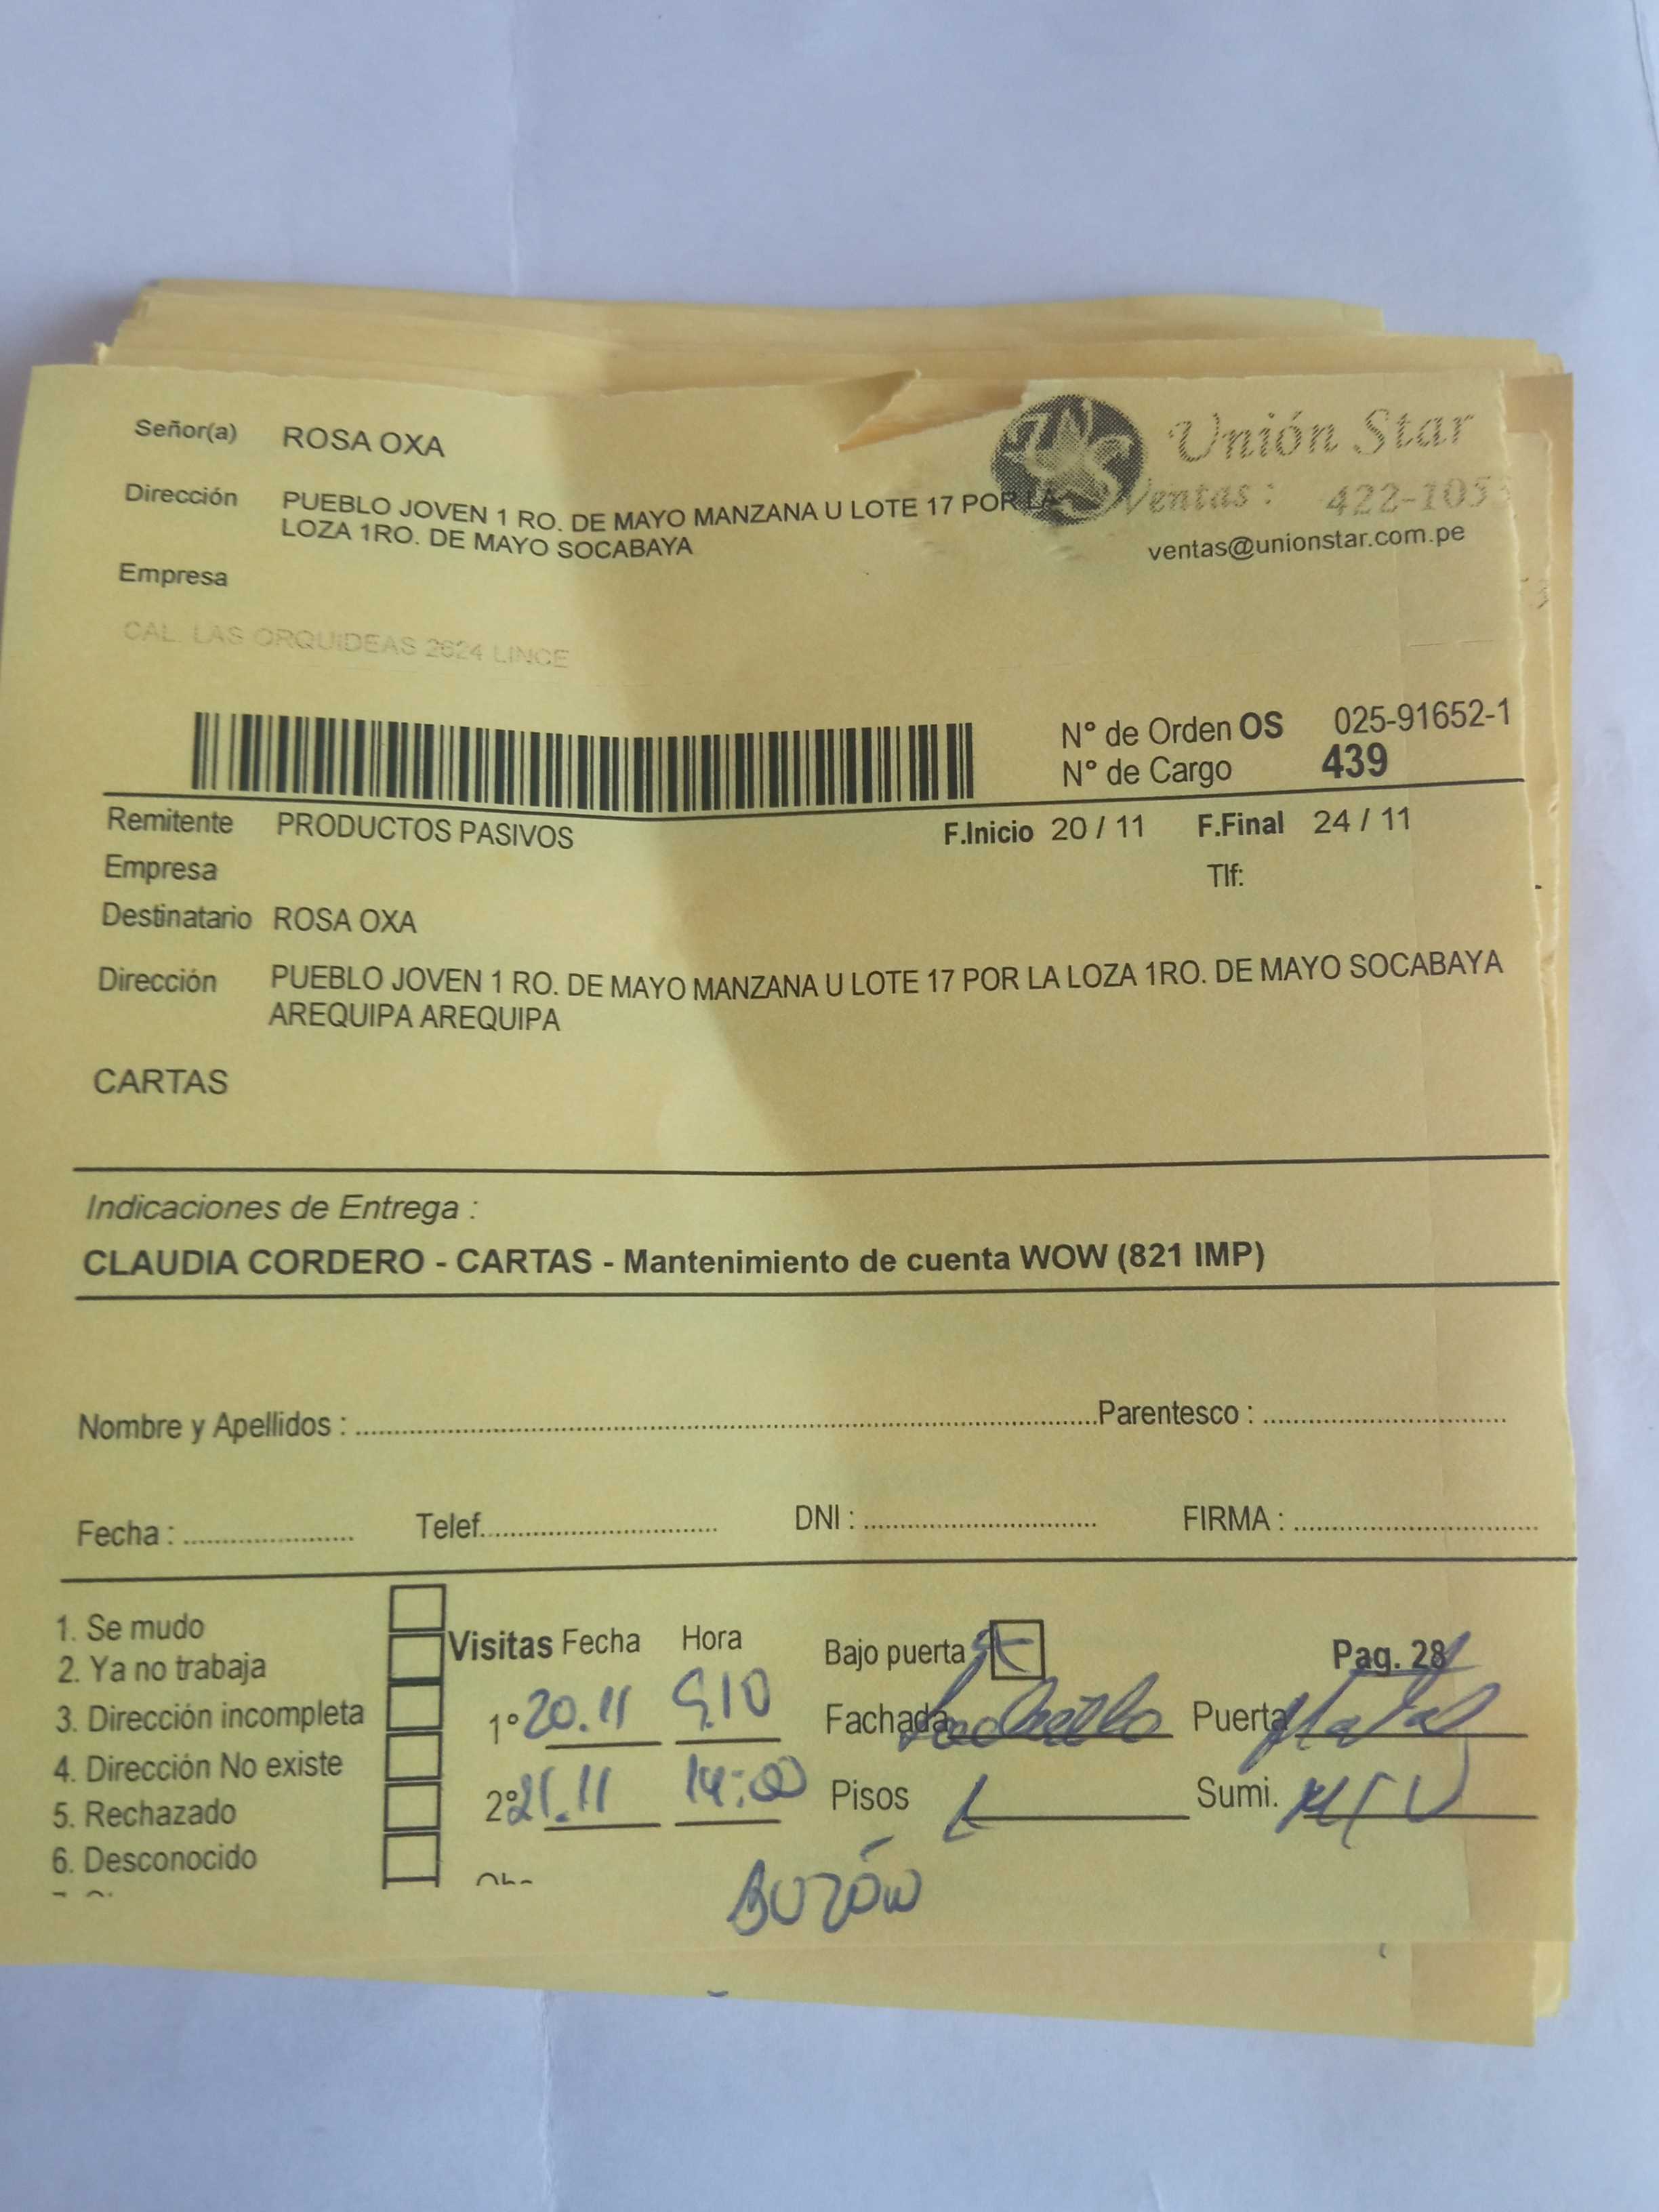 Señor(a) ROSA OXA
Unión Star
Dirección PUEBLO JOVEN 1 RO. DE MAYO MANZANA U LOTE 17 POR LA
Ventas : 422-105
LOZA 1RO. DE MAYO SOCABAYA
ventas@unionstar.com.pe
Empresa
CAL. LAS ORQUIDEAS 2624 LINCE
N° de Orden OS 025-91652-1
N° de Cargo 439
Remitente PRODUCTOS PASIVOS F.Inicio 20 / 11 F.Final 24 / 11
Empresa Tlf:
Destinatario ROSA OXA
Dirección PUEBLO JOVEN 1 RO. DE MAYO MANZANA U LOTE 17 POR LA LOZA 1RO. DE MAYO SOCABAYA
AREQUIPA AREQUIPA
CARTAS
Indicaciones de Entrega :
CLAUDIA CORDERO - CARTAS - Mantenimiento de cuenta WOW (821 IMP)
Nombre y Apellidos : Parentesco :
Fecha : Telef. DNI : FIRMA :
1. Se mudo
2. Ya no trabaja
3. Dirección incompleta
4. Dirección No existe
5. Rechazado
6. Desconocido
Visitas Fecha Hora
1° 20.11 9.10
2° 21.11 14:00
Bajo puerta Pag. 28
Fachada Ladrillo Puerta Metal
Pisos 1 Sumi.
BUZÓN